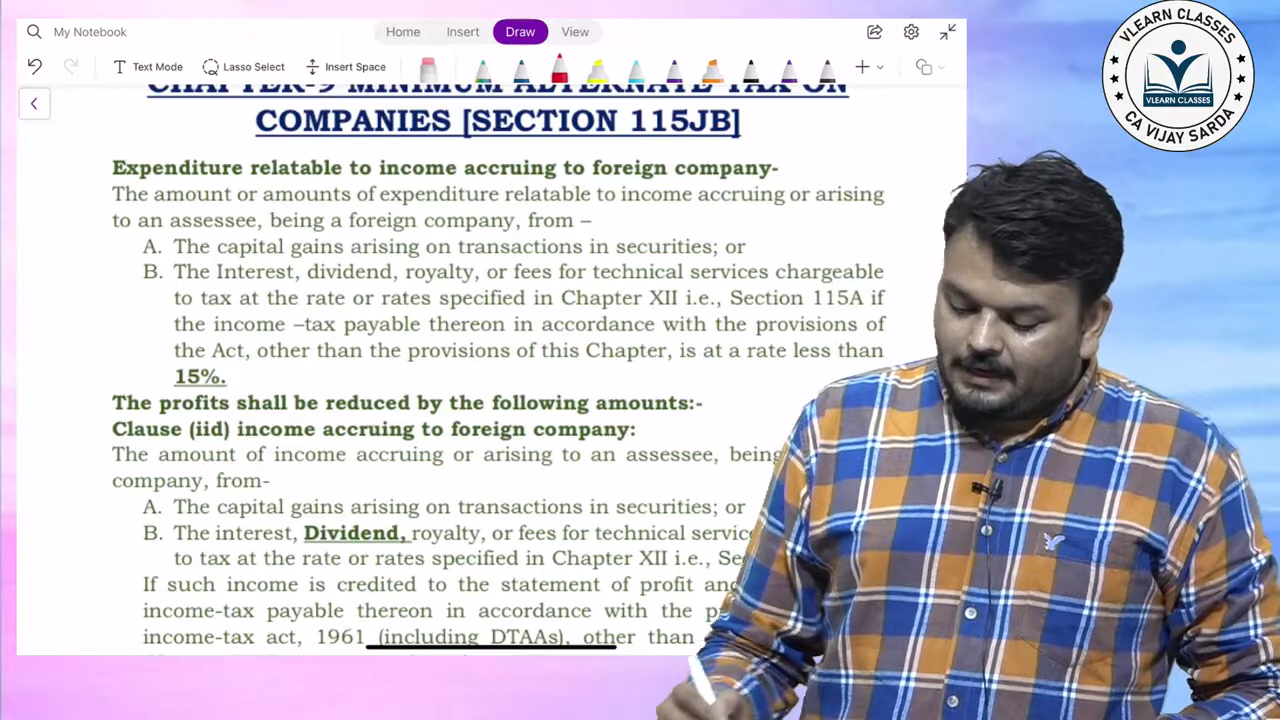 My Notebook
Home Insert Draw View
Text Mode Lasso Select Insert Space
CHAPTER-9 MINIMUM ALTERNATE TAX ON
COMPANIES [SECTION 115JB]
Expenditure relatable to income accruing to foreign company-
The amount or amounts of expenditure relatable to income accruing or arising
to an assessee, being a foreign company, from –
A. The capital gains arising on transactions in securities; or
B. The Interest, dividend, royalty, or fees for technical services chargeable
to tax at the rate or rates specified in Chapter XII i.e., Section 115A if
the income –tax payable thereon in accordance with the provisions of
the Act, other than the provisions of this Chapter, is at a rate less than
15%.
The profits shall be reduced by the following amounts:-
Clause (iid) income accruing to foreign company:
The amount of income accruing or arising to an assessee, being
company, from-
A. The capital gains arising on transactions in securities; or
B. The interest, Dividend, royalty, or fees for technical
to tax at the rate or rates specified in Chapter XII i.e.,
If such income is credited to the statement of profit
income-tax payable thereon in accordance with the
income-tax act, 1961 (including DTAAs), other than
VLEARN CLASSES
VLEARN CLASSES
CA VIJAY SARDA